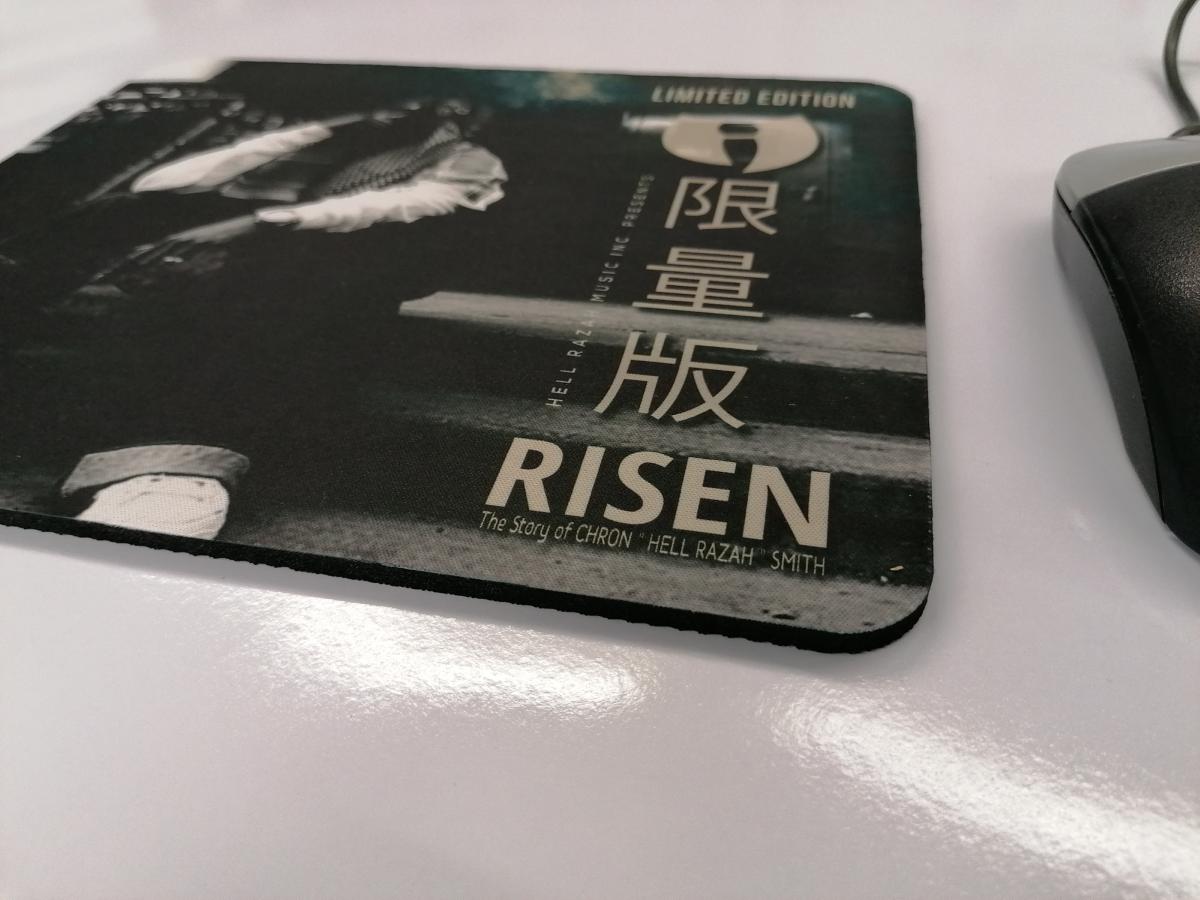 LIMITED EDITION
限
量
版
HELL RAZAH MUSIC INC. PRESENTS
RISEN
The Story of CHRON "HELL RAZAH" SMITH